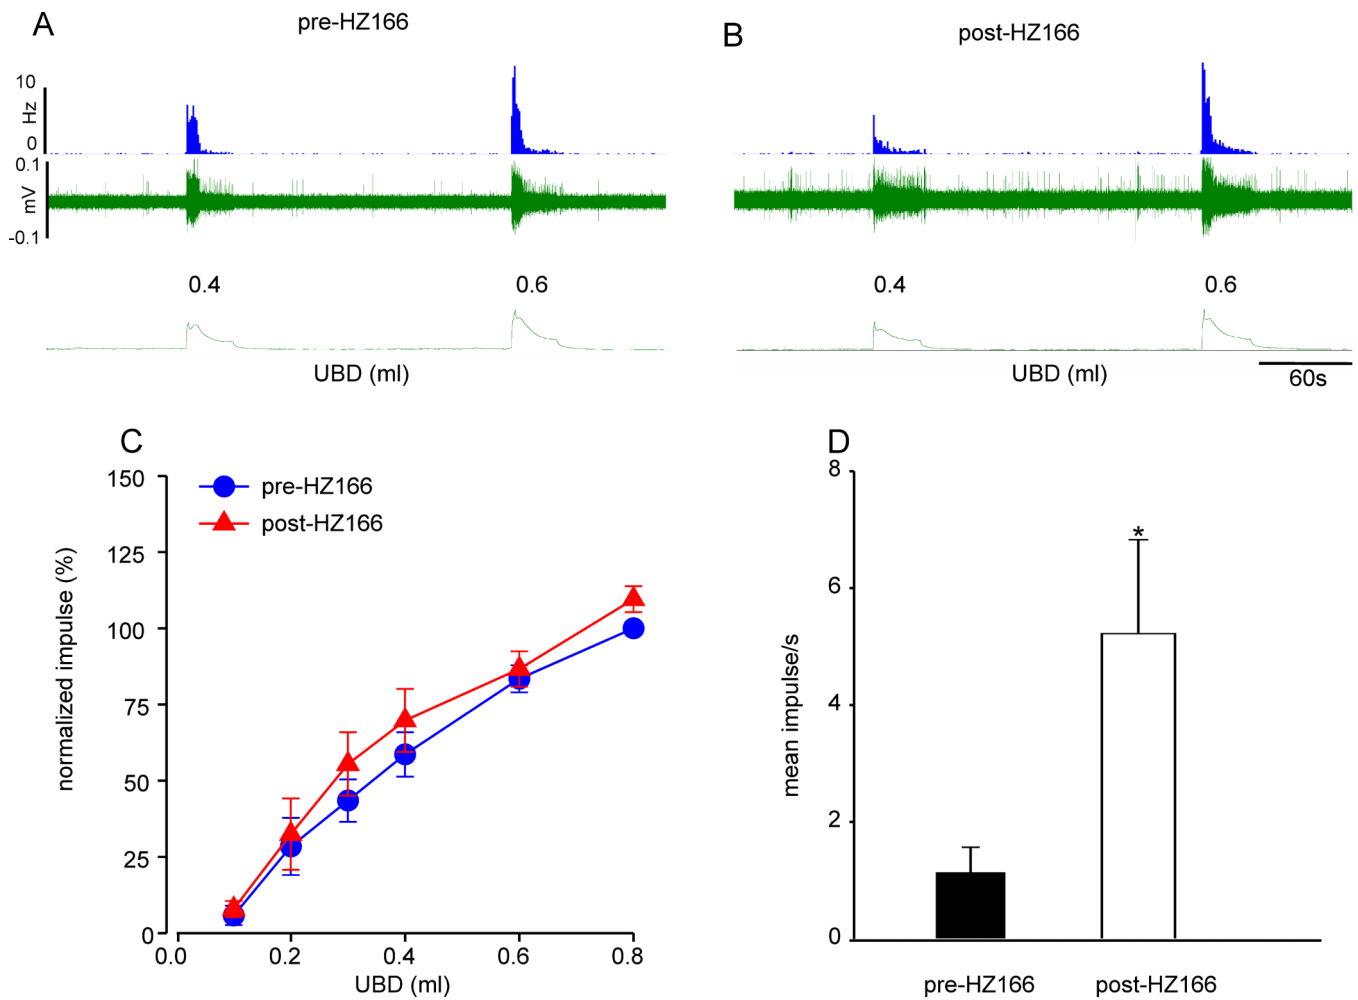 A
pre-HZ166
10
Hz
0
0.1
mV
-0.1
0.4
0.6
UBD (ml)
B
post-HZ166
0.4
0.6
UBD (ml)
60s
C
150
125
100
75
50
25
0
normalized impulse (%)
pre-HZ166
post-HZ166
0.0
0.2
0.4
0.6
0.8
UBD (ml)
D
8
6
4
2
0
mean impulse/s
*
pre-HZ166
post-HZ166